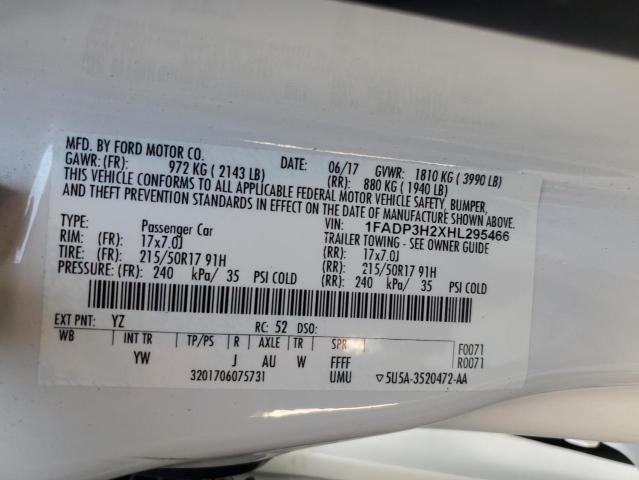 MFD. BY FORD MOTOR CO. DATE: 06/17 GVWR: 1810 KG ( 3990 LB)
GAWR: (FR): 972 KG ( 2143 LB) (RR): 880 KG ( 1940 LB)
THIS VEHICLE CONFORMS TO ALL APPLICABLE FEDERAL MOTOR VEHICLE SAFETY, BUMPER,
AND THEFT PREVENTION STANDARDS IN EFFECT ON THE DATE OF MANUFACTURE SHOWN ABOVE.
VIN: 1FADP3H2XHL295466
TYPE: Passenger Car TRAILER TOWING - SEE OWNER GUIDE
RIM: (FR): 17x7.0J (RR): 17x7.0J
TIRE: (FR): 215/50R17 91H (RR): 215/50R17 91H
PRESSURE: (FR): 240 kPa/ 35 PSI COLD (RR): 240 kPa/ 35 PSI COLD
EXT PNT: YZ RC: 52 DSO:
WB INT TR TP/PS R AXLE TR SPR F0071
YW J AU W FFFF R0071
3201706075731 UMU ▽5U5A-3520472-AA